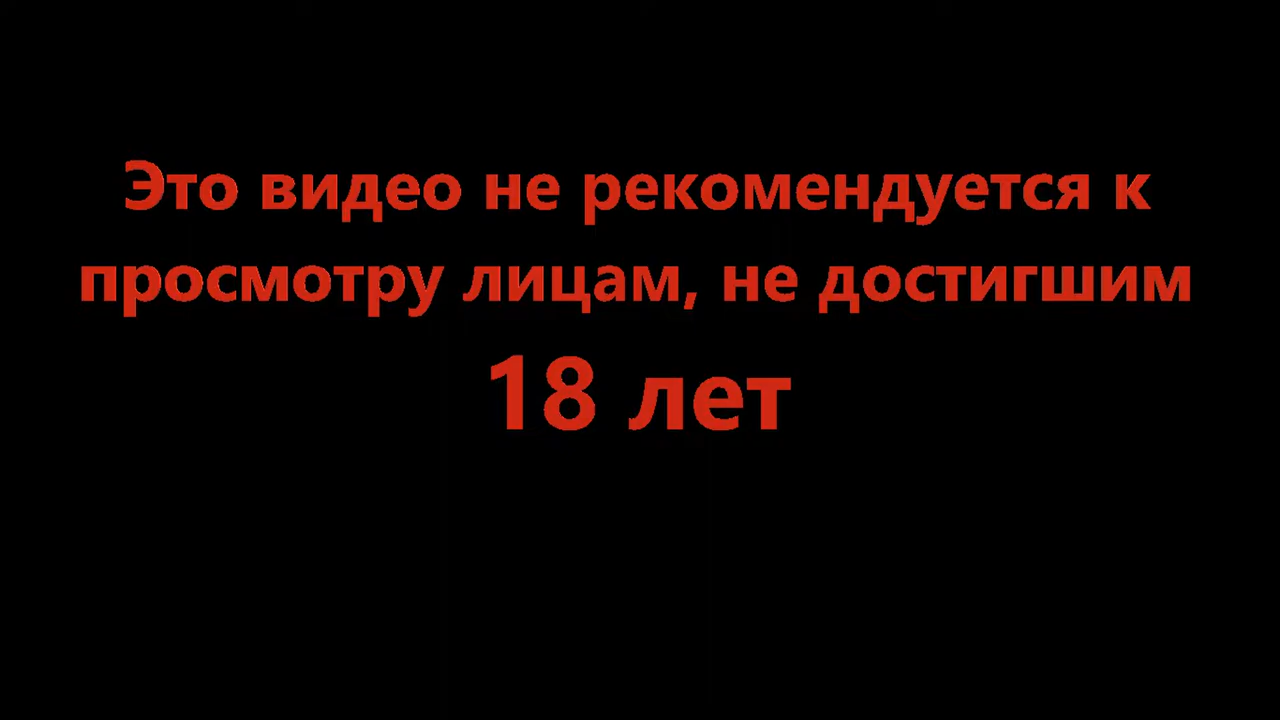 Это видео не рекомендуется к
просмотру лицам, не достигшим
18 лет